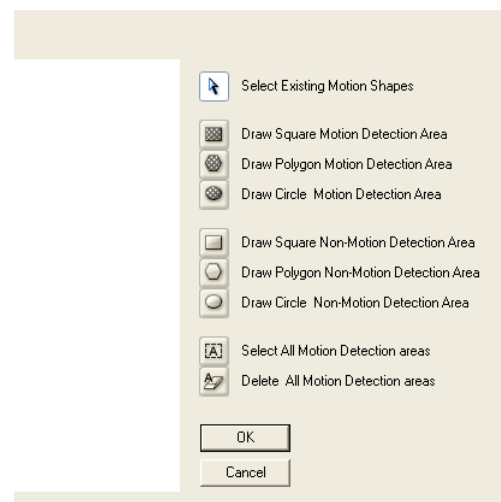 Select Existing Motion Shapes
Draw Square Motion Detection Area
Draw Polygon Motion Detection Area
Draw Circle Motion Detection Area
Draw Square Non-Motion Detection Area
Draw Polygon Non-Motion Detection Area
Draw Circle Non-Motion Detection Area
[A] Select All Motion Detection areas
A Delete All Motion Detection areas
OK
Cancel